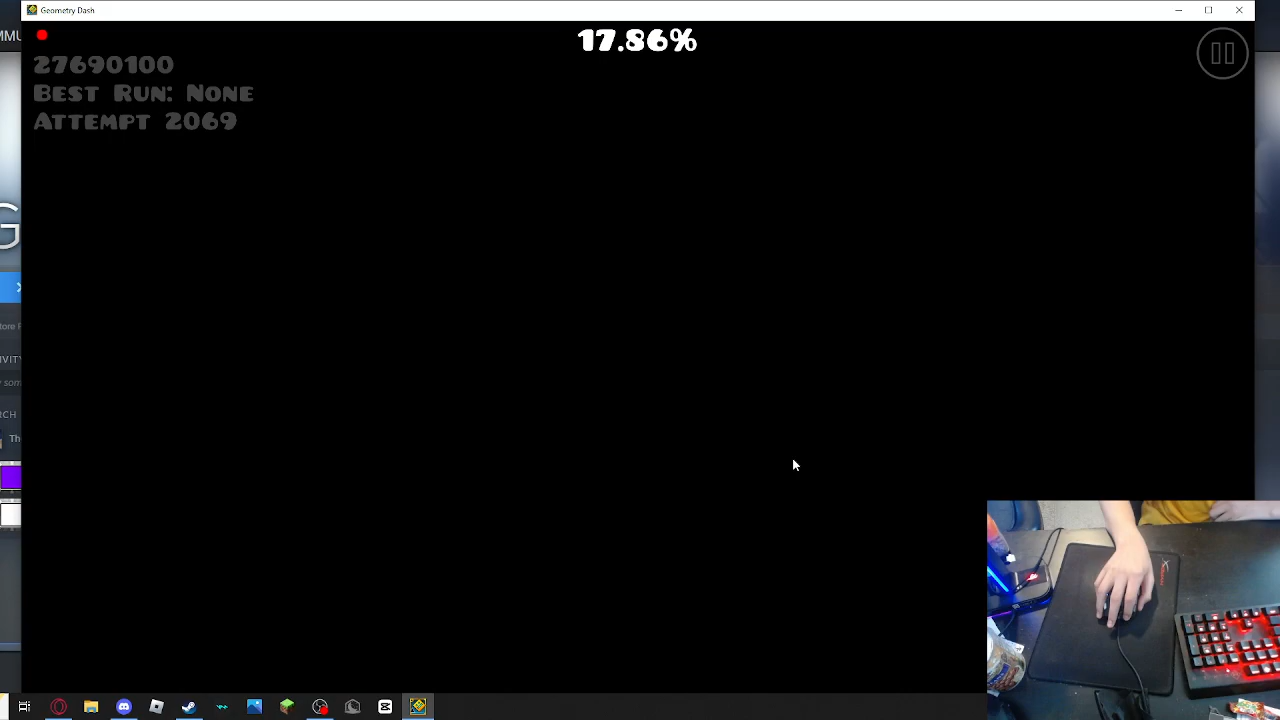 Geometry Dash
17.86%
27690100
Best Run: None
Attempt 2069